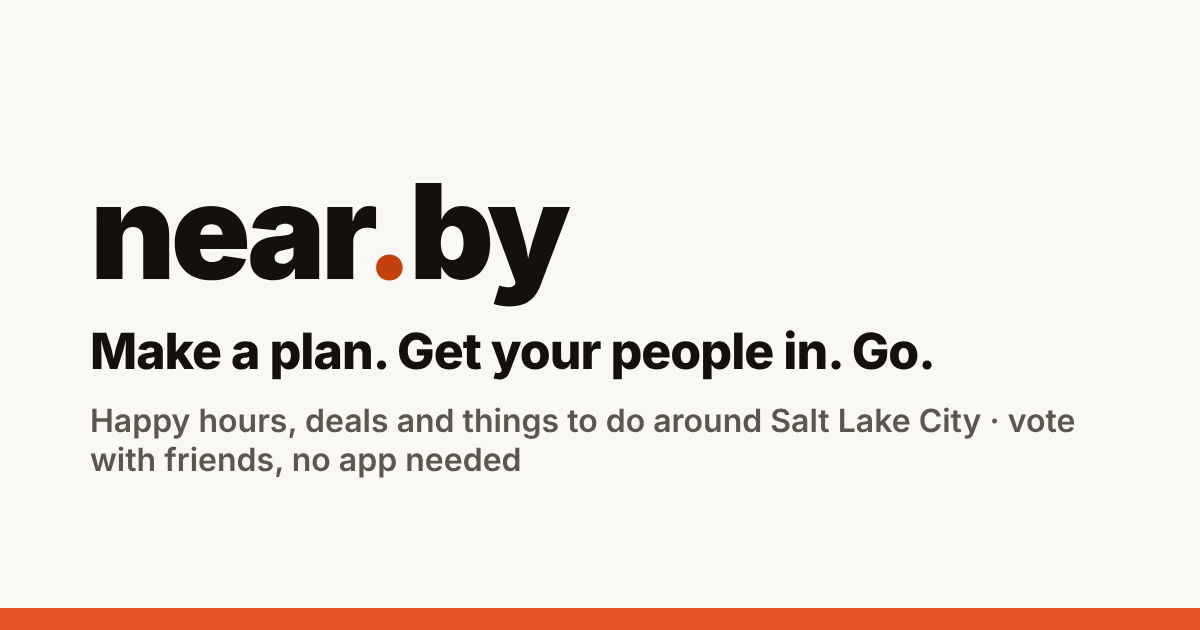 near.by
Make a plan. Get your people in. Go.
Happy hours, deals and things to do around Salt Lake City · vote
with friends, no app needed